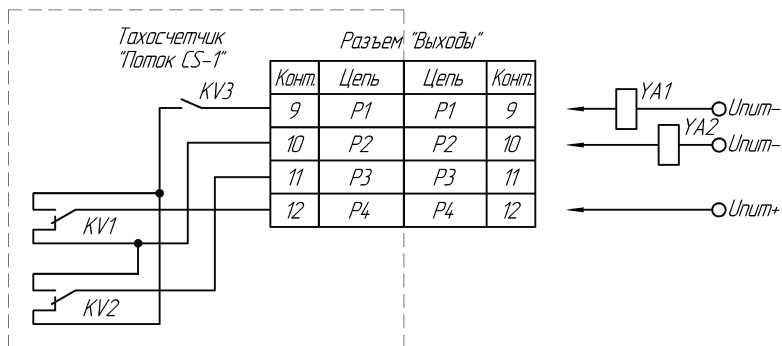 Тахосчетчик
"Поток CS-1"
Разъем "Выходы"
Конт. Цепь Цепь Конт.
KV3
9 P1 P1 9
10 P2 P2 10
11 P3 P3 11
12 P4 P4 12
YA1
Uпит-
YA2
Uпит-
Uпит+
KV1
KV2